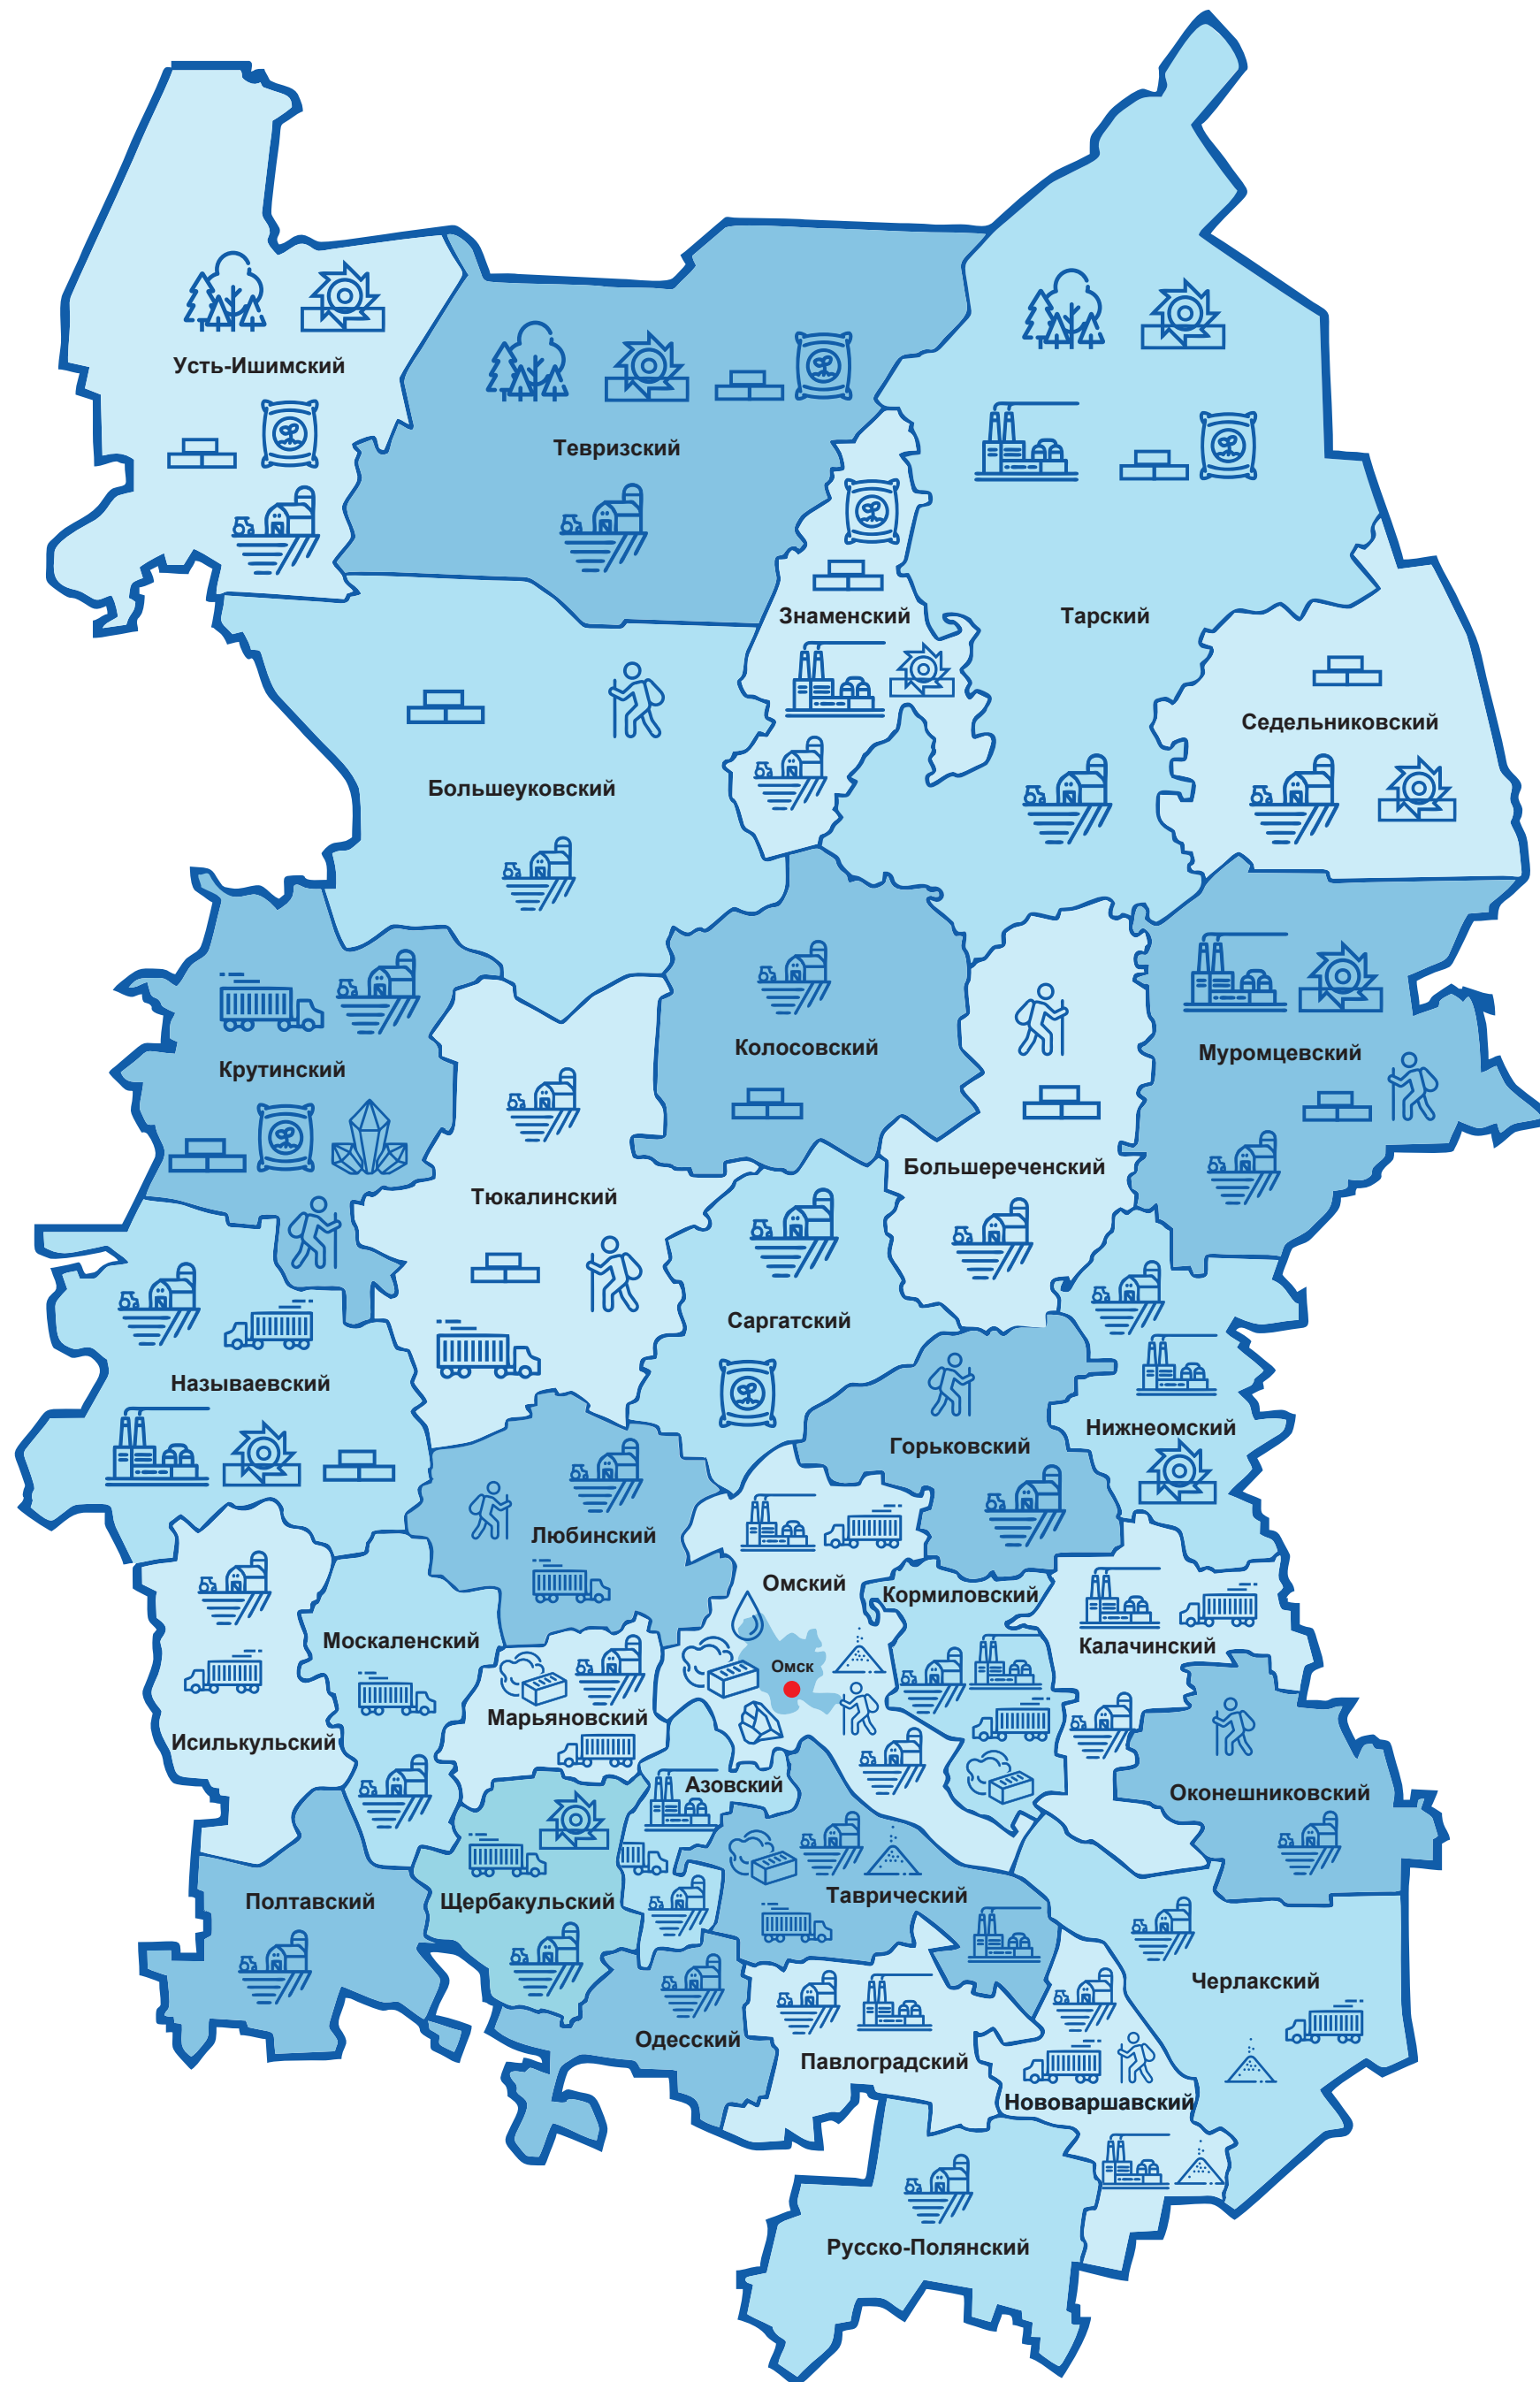 Усть-Ишимский
Тевризский
Знаменский
Тарский
Седельниковский
Большеуковский
Колосовский
Муромцевский
Крутинский
Большереченский
Тюкалинский
Саргатский
Называевский
Нижнеомский
Горьковский
Любинский
Омский
Кормиловский
Москаленский
Калачинский
Омск
Марьяновский
Исилькульский
Азовский
Оконешниковский
Полтавский
Щербакульский
Таврический
Черлакский
Одесский
Павлоградский
Нововаршавский
Русско-Полянский